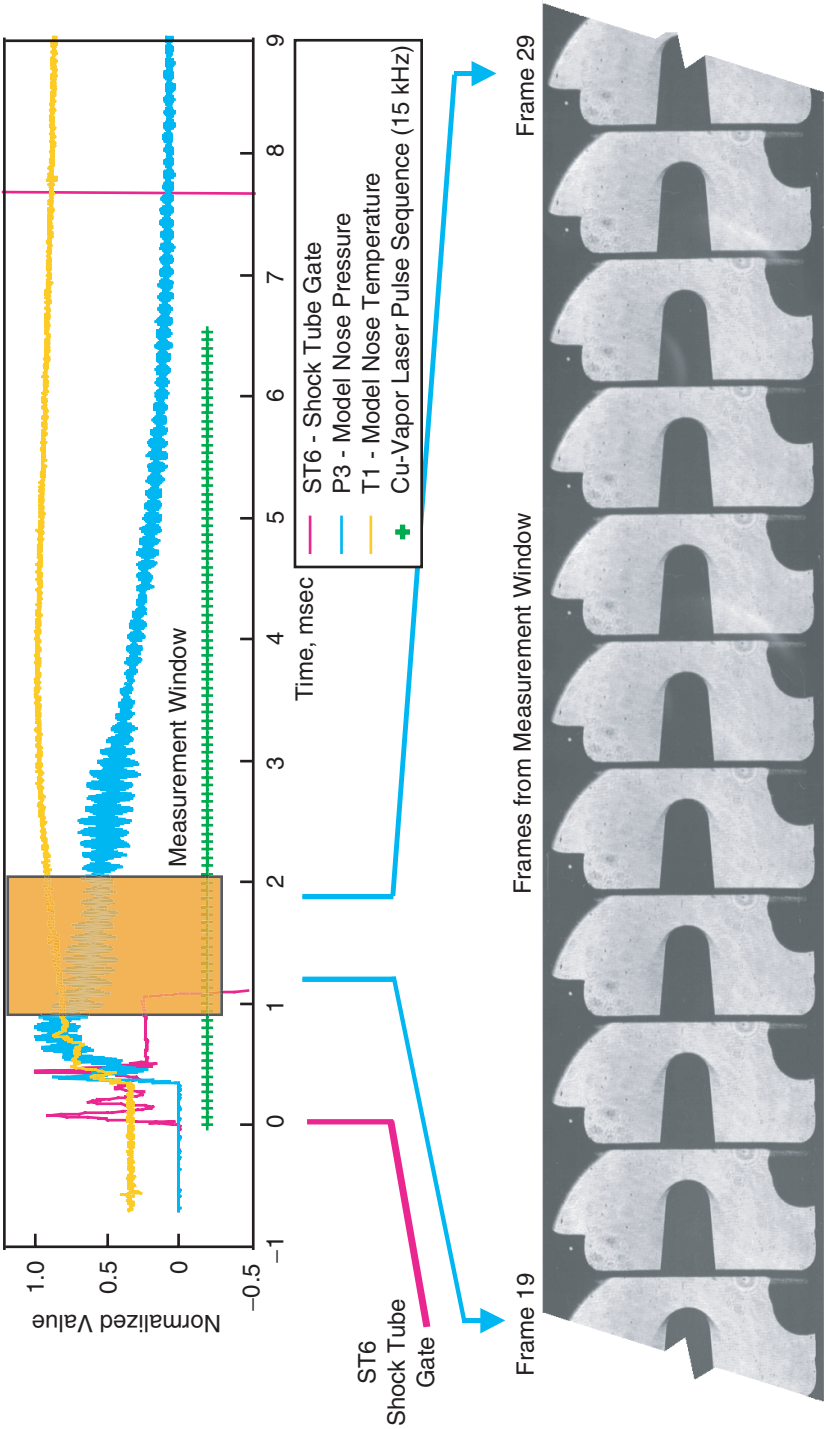 Normalized Value
1.0
0.5
0
–0.5
–1
0
1
2
3
4
5
6
7
8
9
Time, msec
Measurement Window
ST6 - Shock Tube Gate
P3 - Model Nose Pressure
T1 - Model Nose Temperature
Cu-Vapor Laser Pulse Sequence (15 kHz)
ST6
Shock Tube
Gate
Frame 19
Frames from Measurement Window
Frame 29